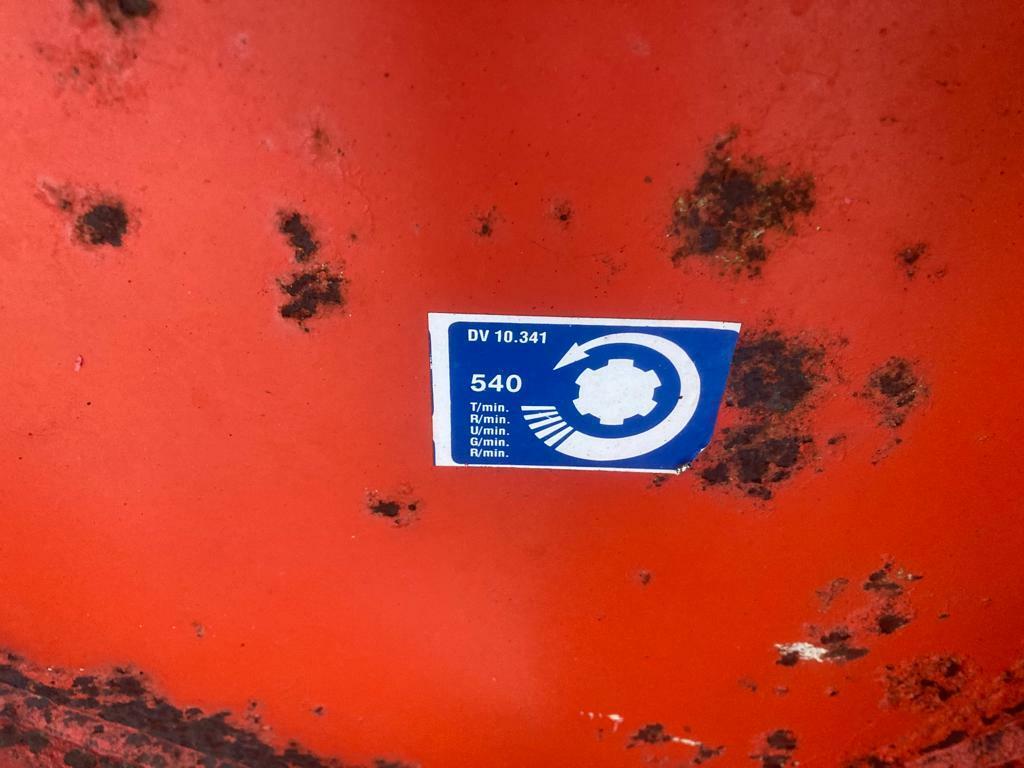 DV 10.341
540
T/min.
R/min.
U/min.
G/min.
R/min.